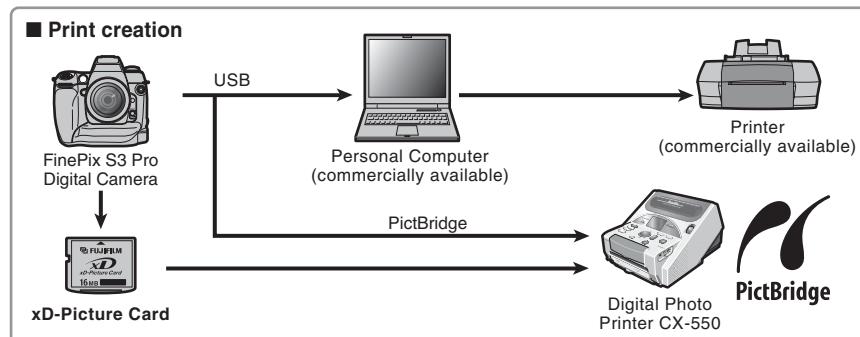 ■ Print creation
USB
FinePix S3 Pro
Digital Camera
Personal Computer
(commercially available)
Printer
(commercially available)
PictBridge
FUJIFILM
xD
xD-Picture Card
16MB
xD-Picture Card
Digital Photo
Printer CX-550
PictBridge